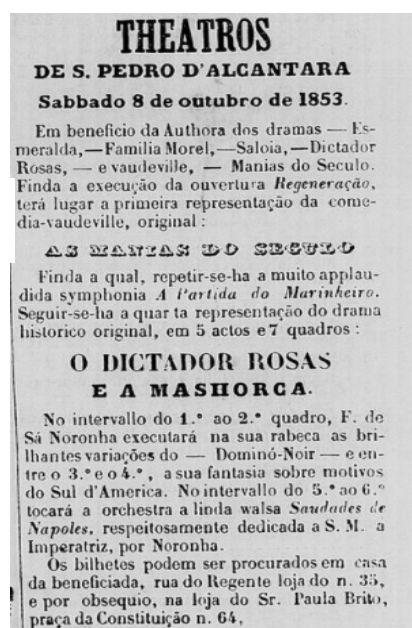 THEATROS
DE S. PEDRO D'ALCANTARA
Sabbado 8 de outubro de 1853.
Em beneficio da Authora dos dramas — Es-
meralda,—Familia Morel,—Saloia,—Dictador
Rosas, — e vaudeville, — Manias do Seculo.
Finda a execução da ouvertura Regeneração,
terá lugar a primeira representação da come-
dia-vaudeville, original :
AS MANIAS DO SECULO
Finda a qual, repetir-se-ha a muito applau-
dida symphonia A Partida do Marinheiro.
Seguir-se-ha a quar ta representação do drama
historico original, em 5 actos e 7 quadros :
O DICTADOR ROSAS
E A MASHORCA.
No intervallo do 1.º ao 2.º quadro, F. de
Sá Noronha executará na sua rabeca as bri-
lhantes variações do — Dominó-Noir — e en-
tre o 3.º e o 4.º, a sua fantasia sobre motivos
do Sul d'America. No intervallo do 5.º ao 6.º
tocará a orchestra a linda walsa Saudades de
Napoles, respeitosamente dedicada a S. M. a
Imperatriz, por Noronha.
Os bilhetes podem ser procurados em casa
da beneficiada, rua do Regente loja do n. 35,
e por obsequio, na loja do Sr. Paula Brito,
praça da Constituição n. 64,